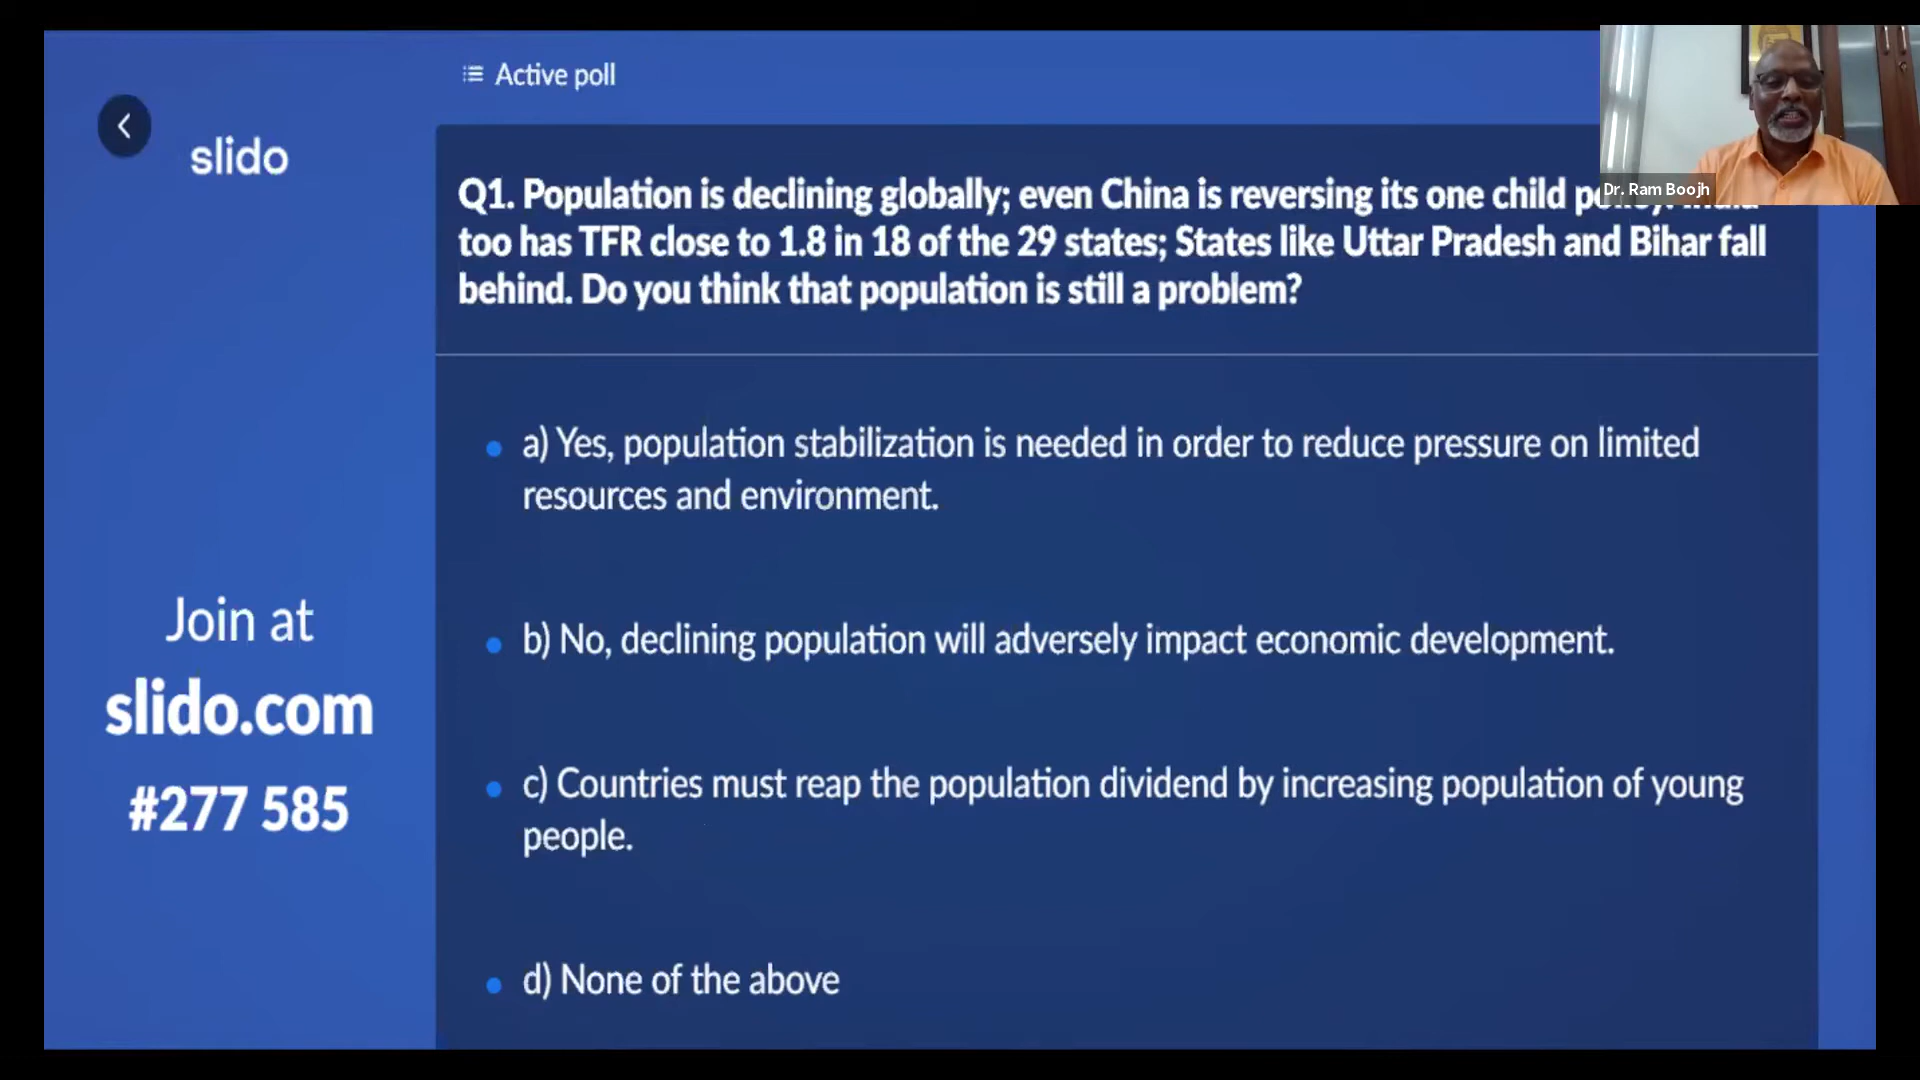 Active poll
slido
Q1. Population is declining globally; even China is reversing its one child
too has TFR close to 1.8 in 18 of the 29 states; States like Uttar Pradesh and Bihar fall
behind. Do you think that population is still a problem?
a) Yes, population stabilization is needed in order to reduce pressure on limited
resources and environment.
b) No, declining population will adversely impact economic development.
c) Countries must reap the population dividend by increasing population of young
people.
d) None of the above
Join at
slido.com
#277 585
Dr. Ram Boojh